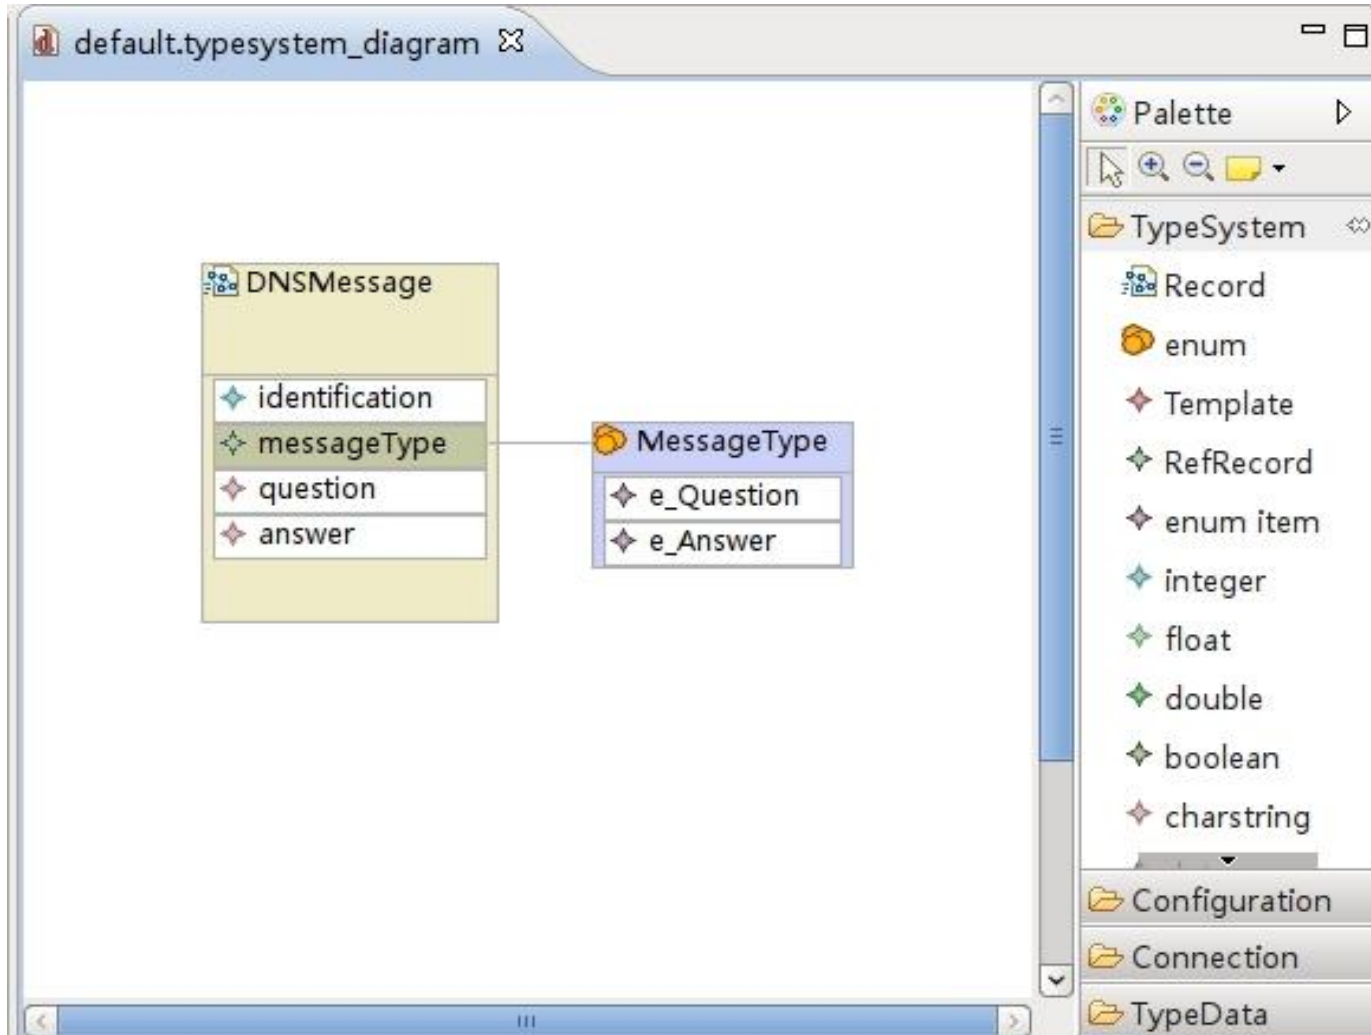 default.typesystem_diagram
Palette
TypeSystem
DNSMessage
identification
messageType
question
answer
MessageType
e_Question
e_Answer
Record
enum
Template
RefRecord
enum item
integer
float
double
boolean
charstring
Configuration
Connection
TypeData